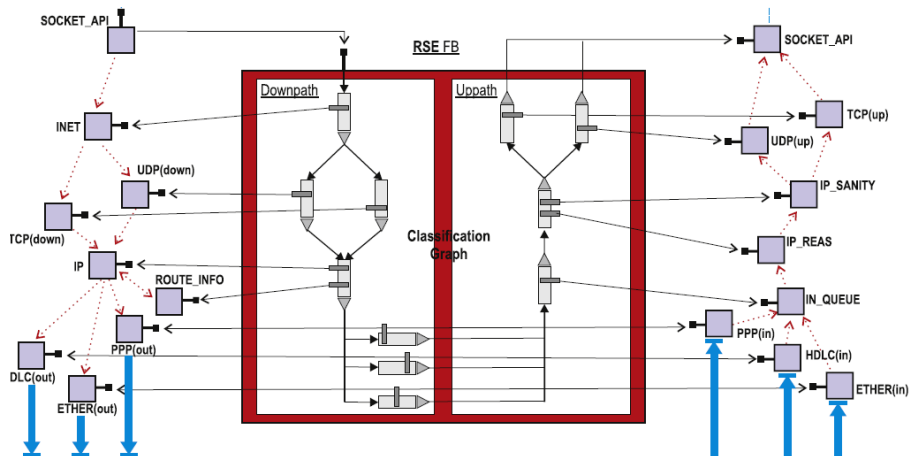 SOCKET_API
RSE FB
SOCKET_API
Downpath
Uppath
INET
TCP(up)
UDP(up)
UDP(down)
IP_SANITY
TCP(down)
Classification
Graph
IP_REAS
IP
ROUTE_INFO
IN_QUEUE
PPP(in)
PPP(out)
HDLC(in)
DLC(out)
ETHER(in)
ETHER(out)